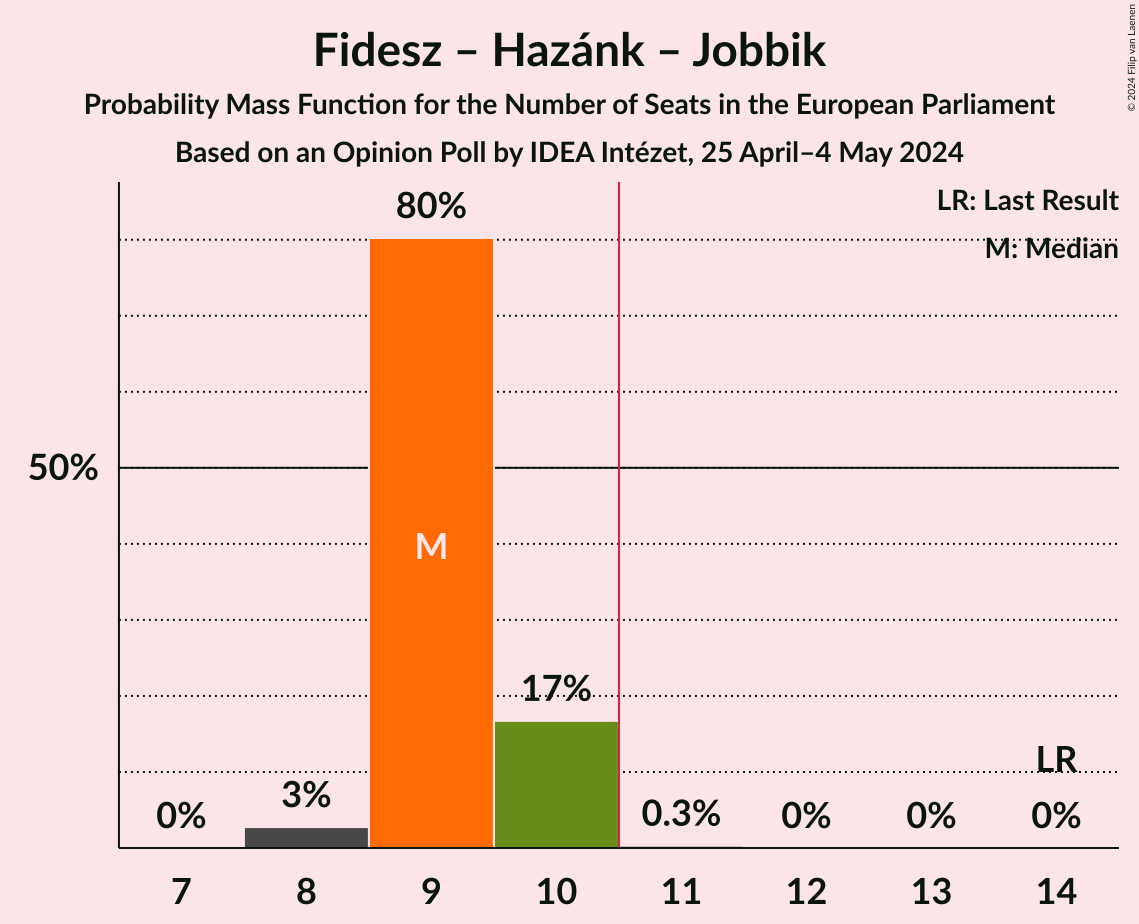 Fidesz – Hazánk – Jobbik
Probability Mass Function for the Number of Seats in the European Parliament
Based on an Opinion Poll by IDEA Intézet, 25 April–4 May 2024
© 2024 Filip van Laenen
LR: Last Result
M: Median
80%
50%
M
17%
LR
3%
0%
0.3%
0%
0%
0%
7 8 9 10 11 12 13 14